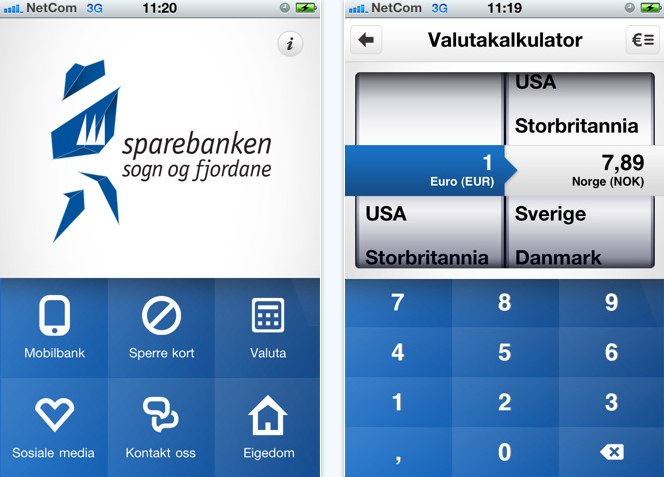 NetCom 3G 11:20
i
sparebanken
sogn og fjordane
Mobilbank Sperre kort Valuta
Sosiale media Kontakt oss Eigedom
NetCom 3G 11:19
Valutakalkulator €
USA
Storbritannia
1 7,89
Euro (EUR) Norge (NOK)
USA Sverige
Storbritannia Danmark
7 8 9
4 5 6
1 2 3
, 0